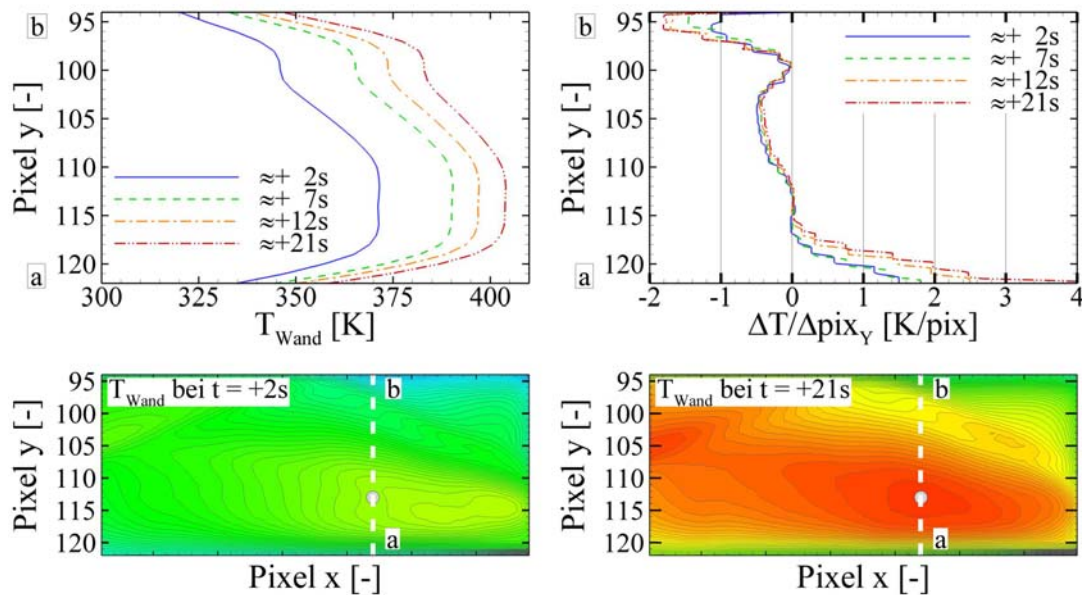 95
100
105
110
115
120
b
a
Pixel y [-]
≈+ 2s
≈+ 7s
≈+12s
≈+21s
300 325 350 375 400
T_Wand [K]
95
100
105
110
115
120
b
a
Pixel y [-]
≈+ 2s
≈+ 7s
≈+12s
≈+21s
-2 -1 0 1 2 3 4
ΔT/Δpix_Y [K/pix]
95
100
105
110
115
120
Pixel y [-]
T_Wand bei t = +2s
b
a
Pixel x [-]
95
100
105
110
115
120
Pixel y [-]
T_Wand bei t = +21s
b
a
Pixel x [-]